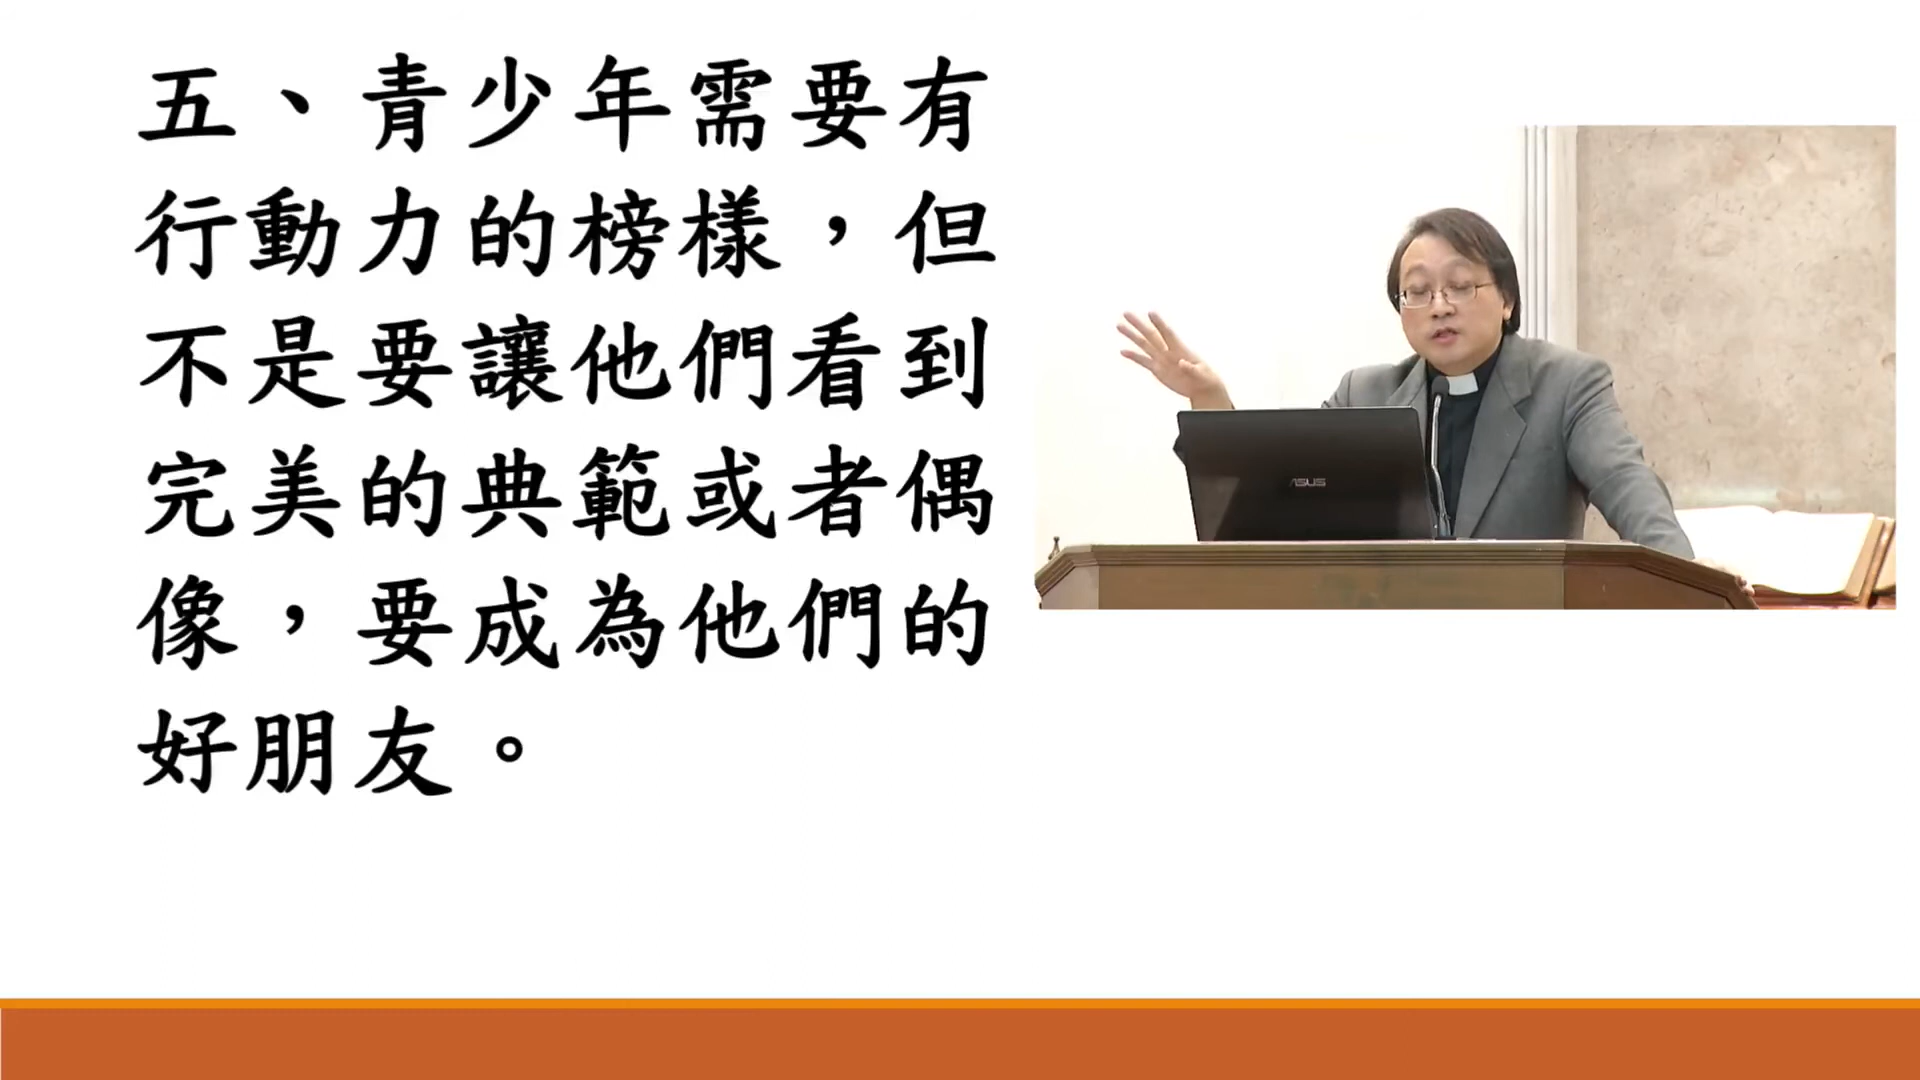 五、青少年需要有
行動力的榜樣，但
不是要讓他們看到
完美的典範或者偶
像，要成為他們的
好朋友。
ASUS